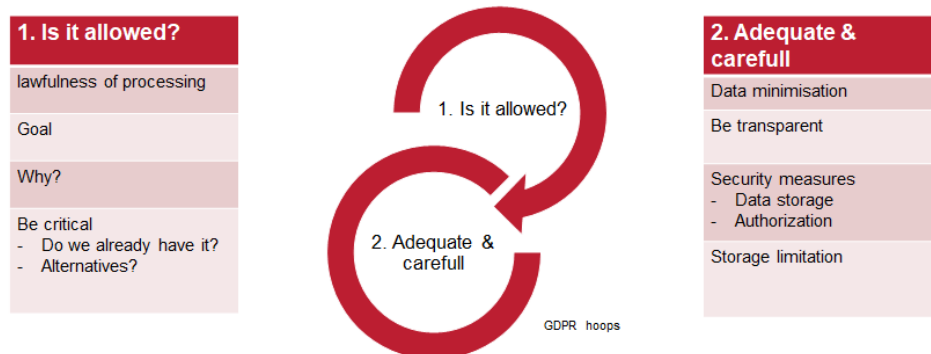 1. Is it allowed?
lawfulness of processing
Goal
Why?
Be critical
- Do we already have it?
- Alternatives?
1. Is it allowed?
2. Adequate &
carefull
GDPR hoops
2. Adequate &
carefull
Data minimisation
Be transparent
Security measures
- Data storage
- Authorization
Storage limitation